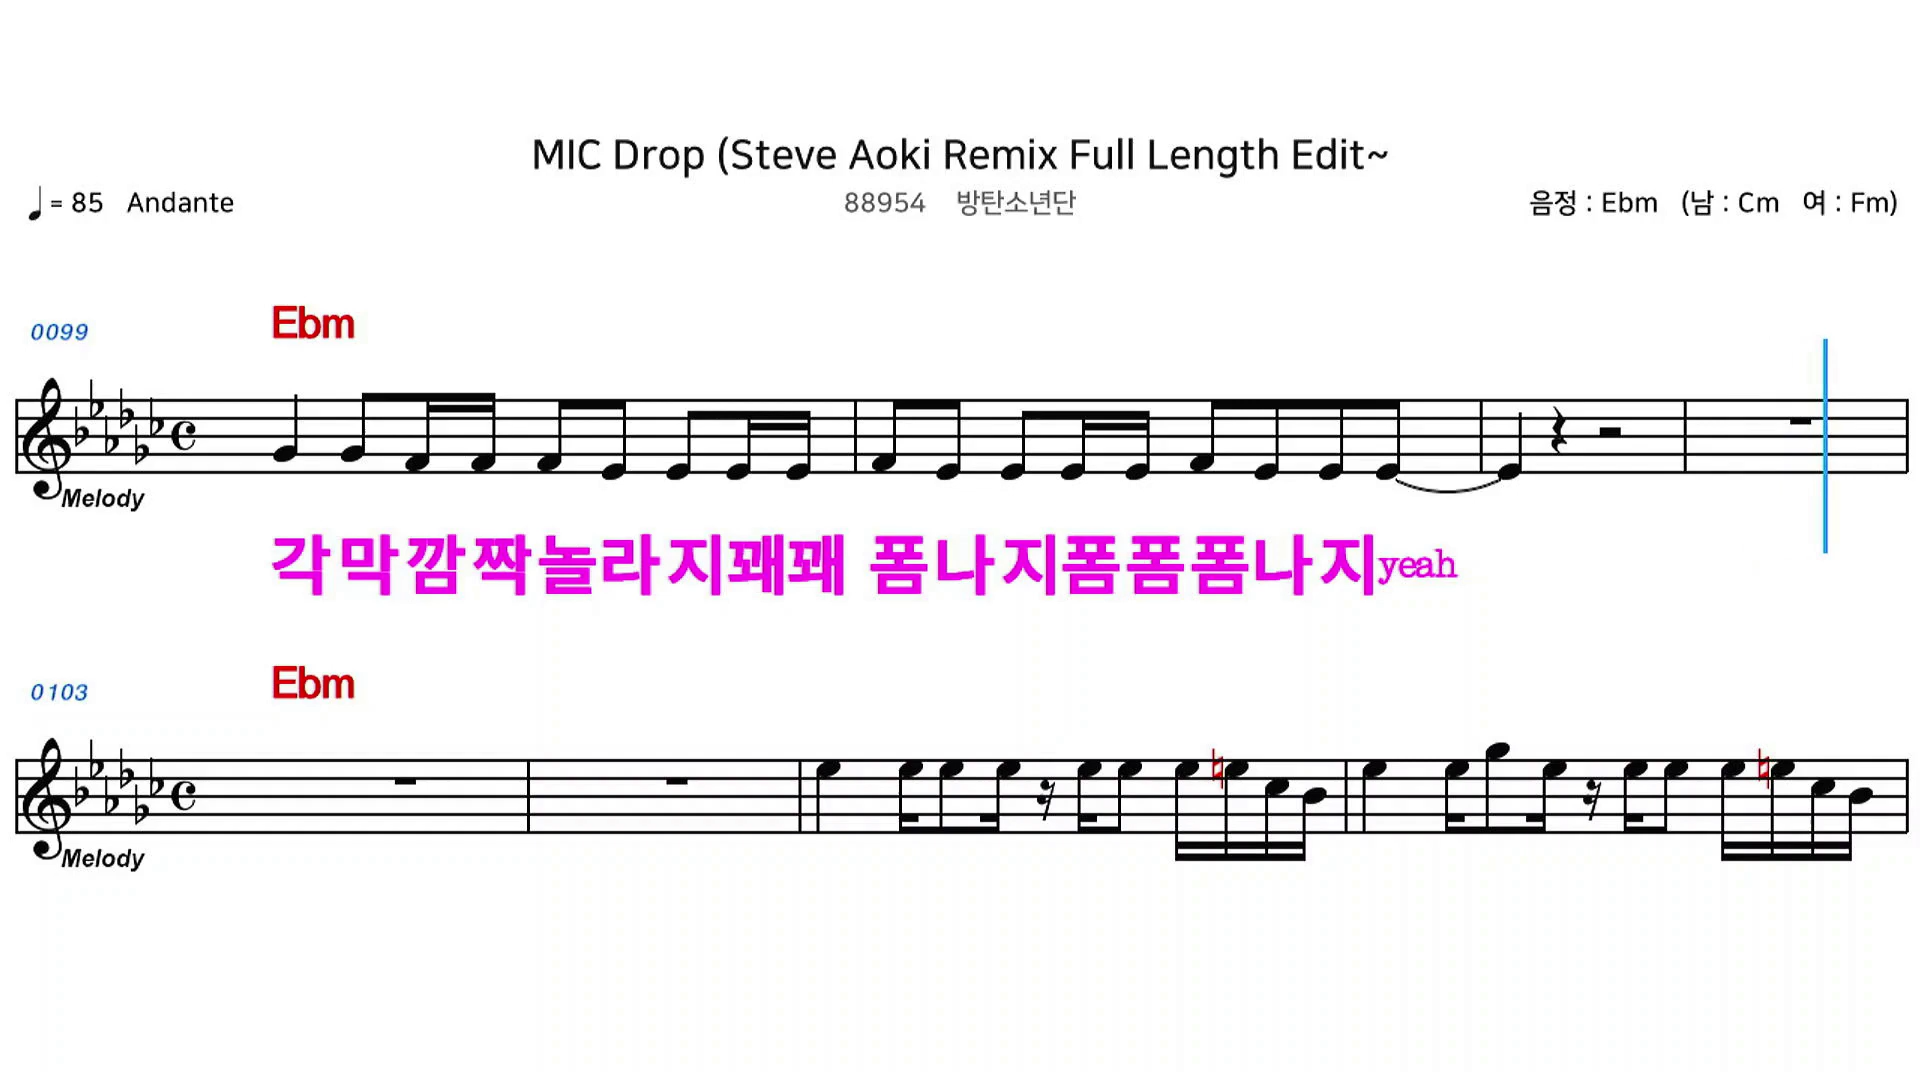 MIC Drop (Steve Aoki Remix Full Length Edit~
= 85 Andante
88954 방탄소년단
음정 : Ebm (남 : Cm 여 : Fm)
0099
Ebm
Melody
각막깜짝놀라지꽤꽤 폼나지폼폼폼나지yeah
0103
Ebm
Melody